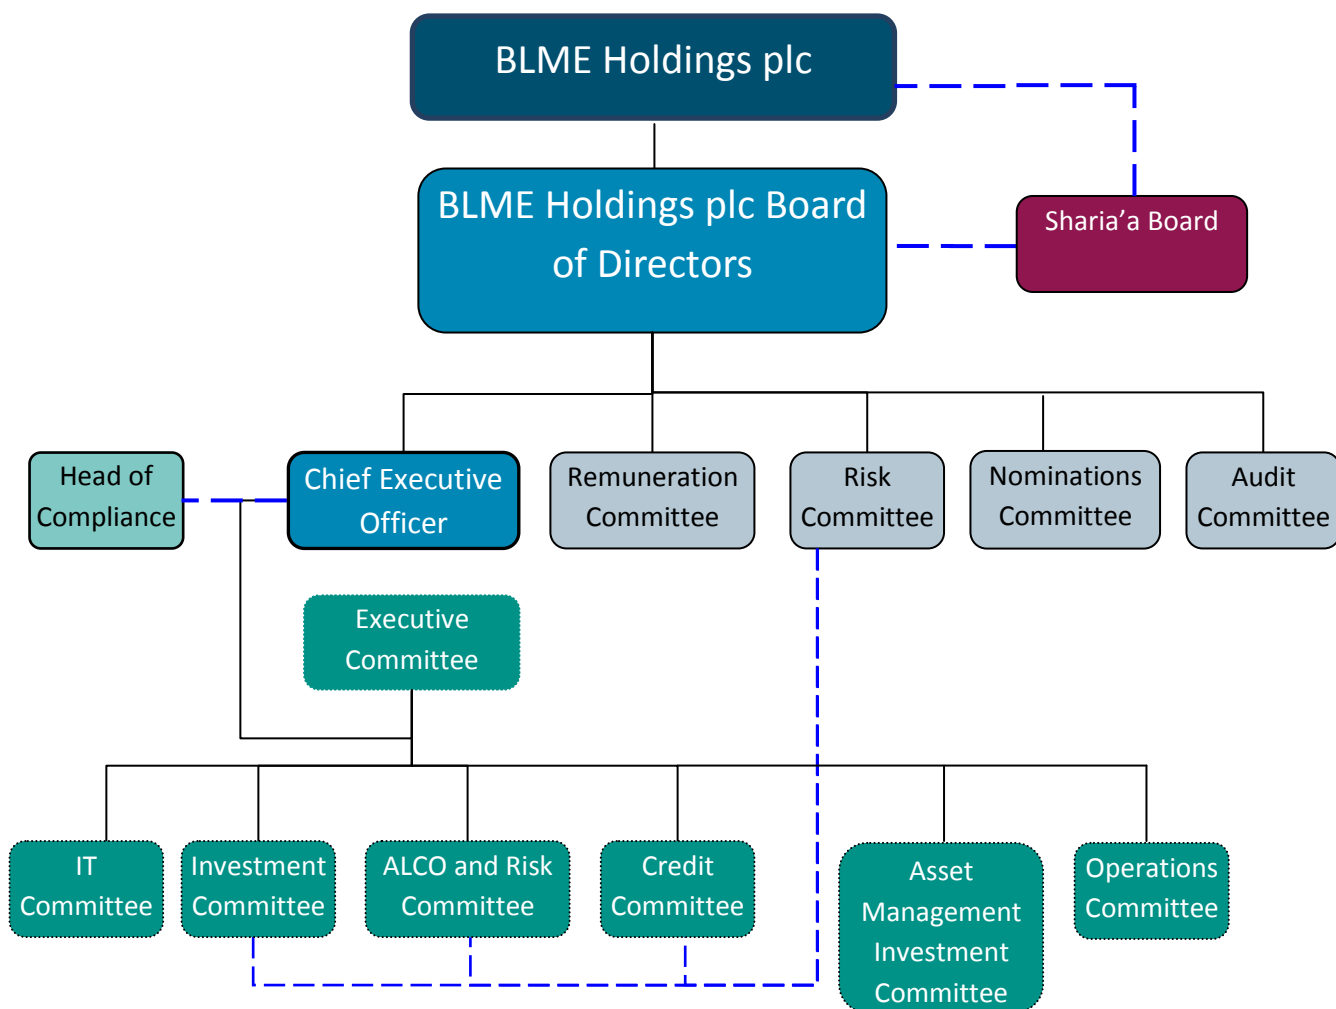 BLME Holdings plc
BLME Holdings plc Board
of Directors
Sharia’a Board
Head of
Compliance
Chief Executive
Officer
Remuneration
Committee
Risk
Committee
Nominations
Committee
Audit
Committee
Executive
Committee
IT
Committee
Investment
Committee
ALCO and Risk
Committee
Credit
Committee
Asset
Management
Investment
Committee
Operations
Committee